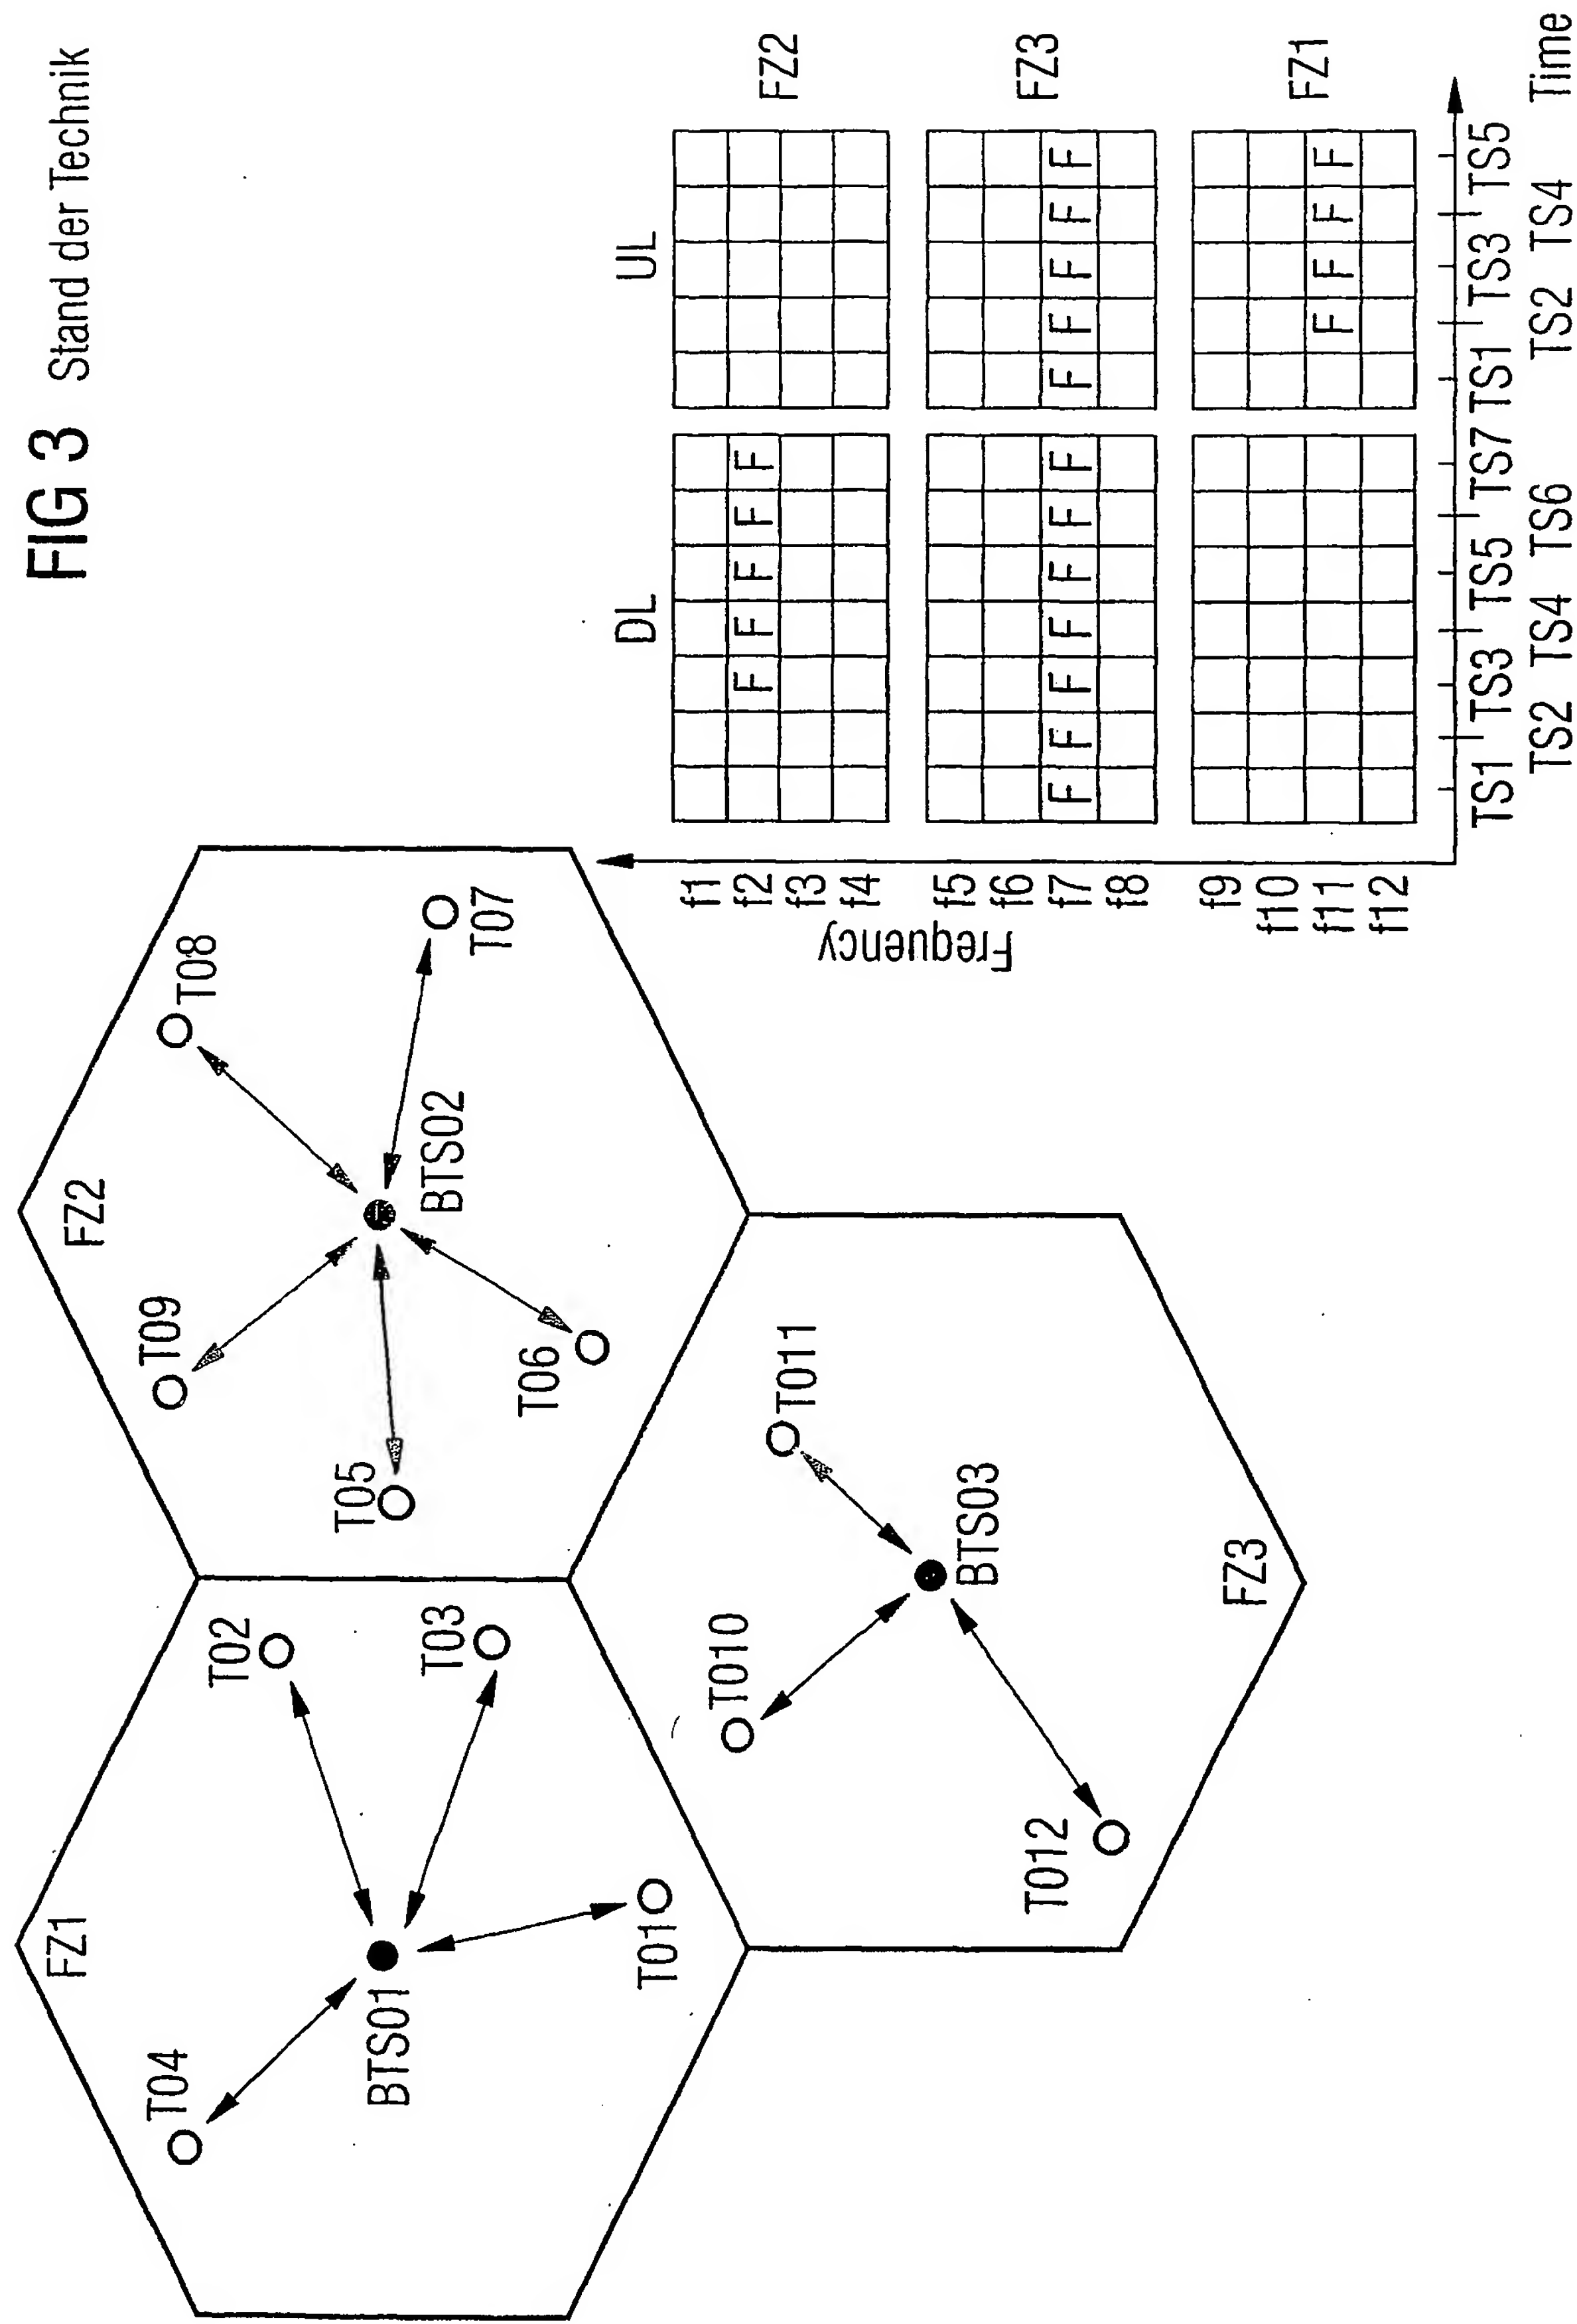 FIG 3 Stand der Technik
FZ1
T04
BTS01
T02
T03
T01
FZ2
T09
T08
T05
BTS02
T07
T06
T010
T011
BTS03
T012
FZ3
DL
UL
Frequency
f1
f2 F F F F F
f3
f4
FZ2
f5
f6
f7 F F F F F F F F F F F F
f8
FZ3
f9
f10
f11 F F F F
f12
FZ1
TS1 TS3 TS5 TS7 TS1 TS3 TS5
TS2 TS4 TS6 TS2 TS4 Time